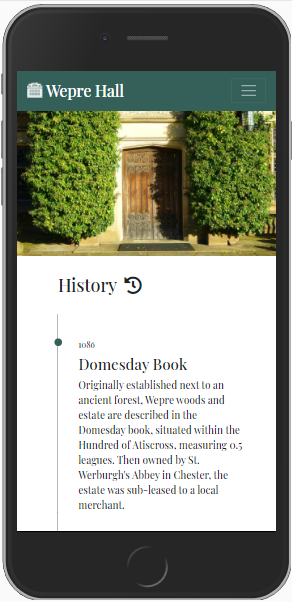 Wepre Hall
History
1086
Domesday Book
Originally established next to an
ancient forest, Wepre woods and
estate are described in the
Domesday book, situated within the
Hundred of Atiscross, measuring 0.5
leagues. Then owned by St.
Werburgh's Abbey in Chester, the
estate was sub-leased to a local
merchant.